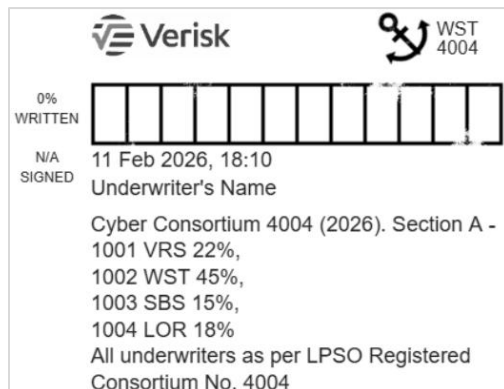 Verisk
WST
4004
0%
WRITTEN
N/A
SIGNED
11 Feb 2026, 18:10
Underwriter's Name
Cyber Consortium 4004 (2026). Section A -
1001 VRS 22%,
1002 WST 45%,
1003 SBS 15%,
1004 LOR 18%
All underwriters as per LPSO Registered
Consortium No. 4004